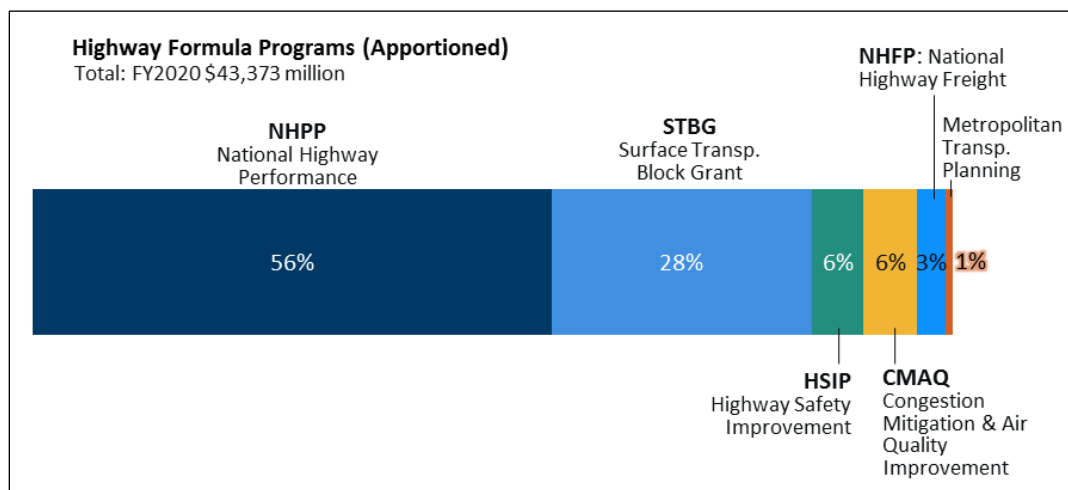 Highway Formula Programs (Apportioned)
Total: FY2020 $43,373 million
NHPP
National Highway
Performance
STBG
Surface Transp.
Block Grant
NHFP: National
Highway Freight
Metropolitan
Transp.
Planning
56%
28%
6%
6%
3%
1%
HSIP
Highway Safety
Improvement
CMAQ
Congestion
Mitigation & Air
Quality
Improvement